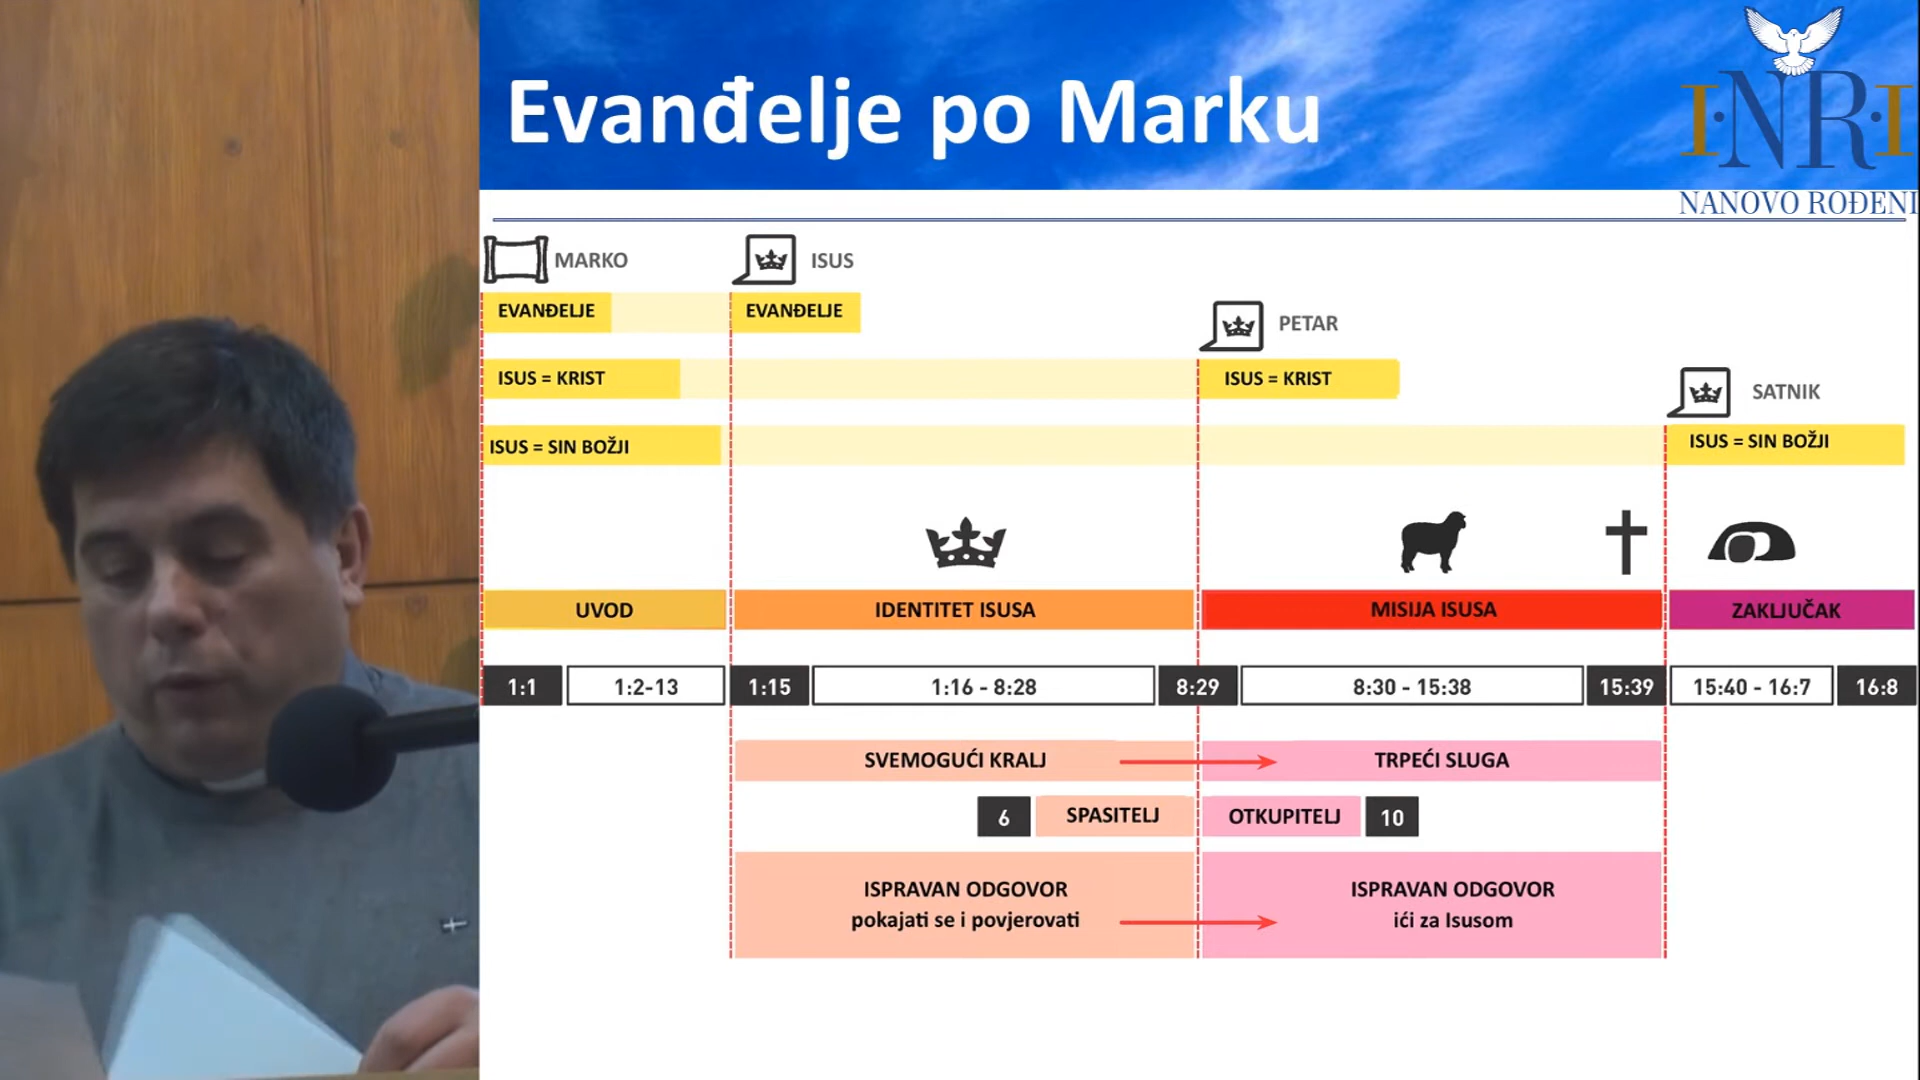 Evanđelje po Marku
I·NR·I
NANOVO ROĐENI
MARKO
ISUS
EVANĐELJE
EVANĐELJE
PETAR
ISUS = KRIST
ISUS = KRIST
SATNIK
ISUS = SIN BOŽJI
ISUS = SIN BOŽJI
UVOD
IDENTITET ISUSA
MISIJA ISUSA
ZAKLJUČAK
1:1
1:2-13
1:15
1:16 - 8:28
8:29
8:30 - 15:38
15:39
15:40 - 16:7
16:8
SVEMOGUĆI KRALJ
TRPEĆI SLUGA
6
SPASITELJ
OTKUPITELJ
10
ISPRAVAN ODGOVOR
pokajati se i povjerovati
ISPRAVAN ODGOVOR
ići za Isusom